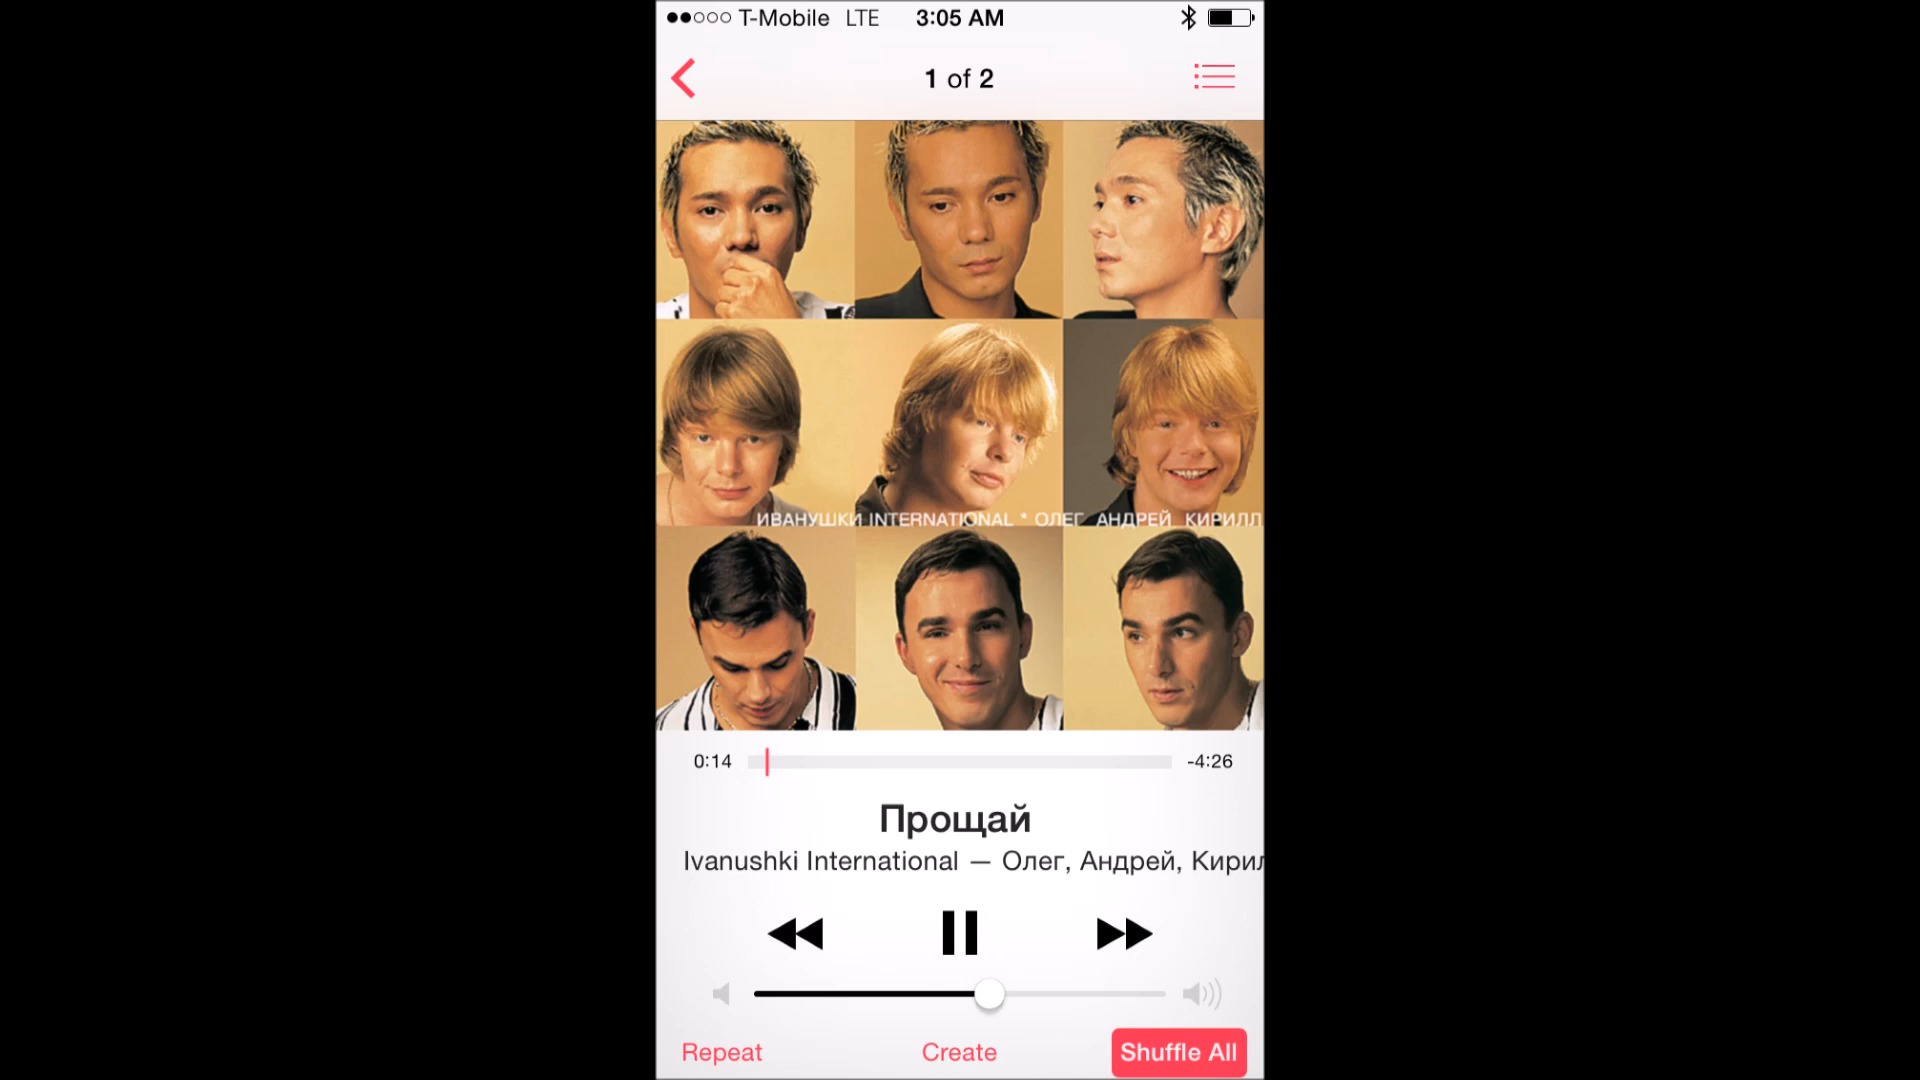 T-Mobile LTE 3:05 AM
1 of 2
ИВАНУШКИ INTERNATIONAL * ОЛЕГ АНДРЕЙ КИРИЛЛ
0:14 -4:26
Прощай
Ivanushki International — Олег, Андрей, Кирил
Repeat Create Shuffle All